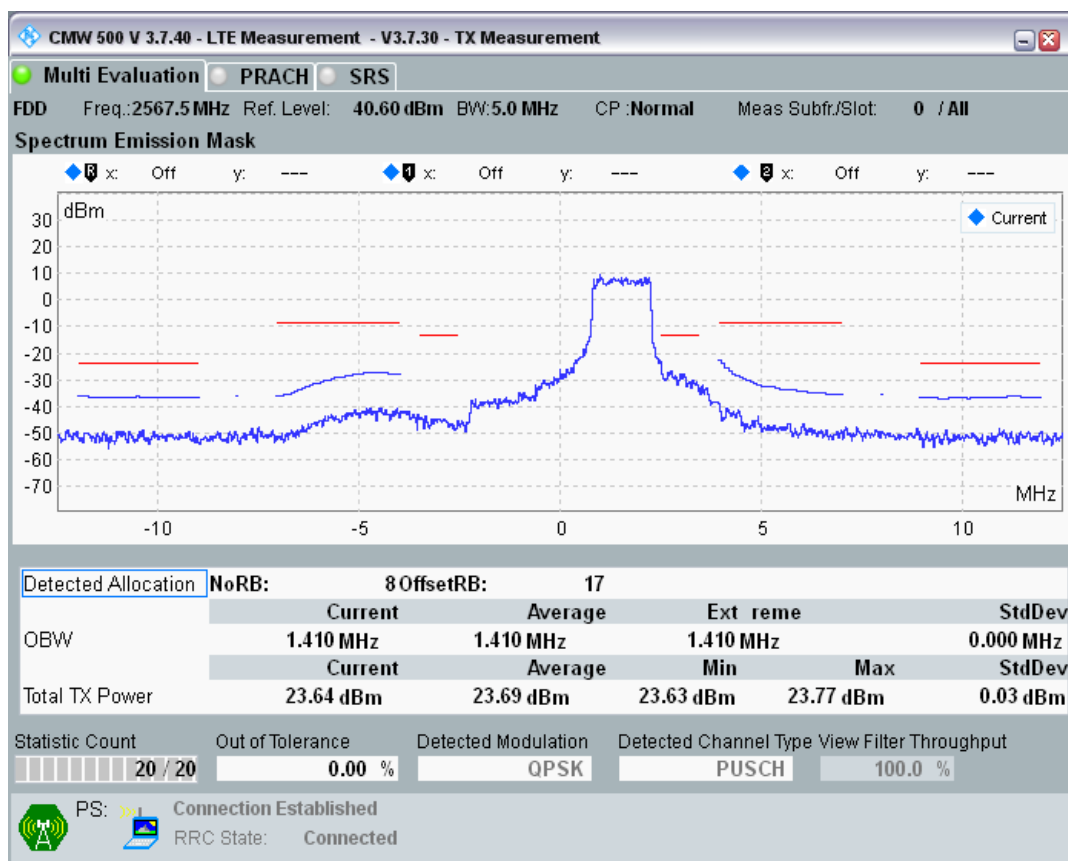 CMW 500 V 3.7.40 - LTE Measurement - V3.7.30 - TX Measurement
Multi Evaluation PRACH SRS
FDD Freq.:2567.5 MHz Ref. Level: 40.60 dBm BW:5.0 MHz CP :Normal Meas Subfr./Slot: 0 / All
Spectrum Emission Mask
R x: Off y: --- 1 x: Off y: --- 2 x: Off y: ---
dBm
Current
30
20
10
0
-10
-20
-30
-40
-50
-60
-70
MHz
-10 -5 0 5 10
Detected Allocation NoRB: 8 OffsetRB: 17
Current Average Ext reme StdDev
OBW 1.410 MHz 1.410 MHz 1.410 MHz 0.000 MHz
Current Average Min Max StdDev
Total TX Power 23.64 dBm 23.69 dBm 23.63 dBm 23.77 dBm 0.03 dBm
Statistic Count Out of Tolerance Detected Modulation Detected Channel Type View Filter Throughput
20 / 20 0.00 % QPSK PUSCH 100.0 %
PS: Connection Established
RRC State: Connected